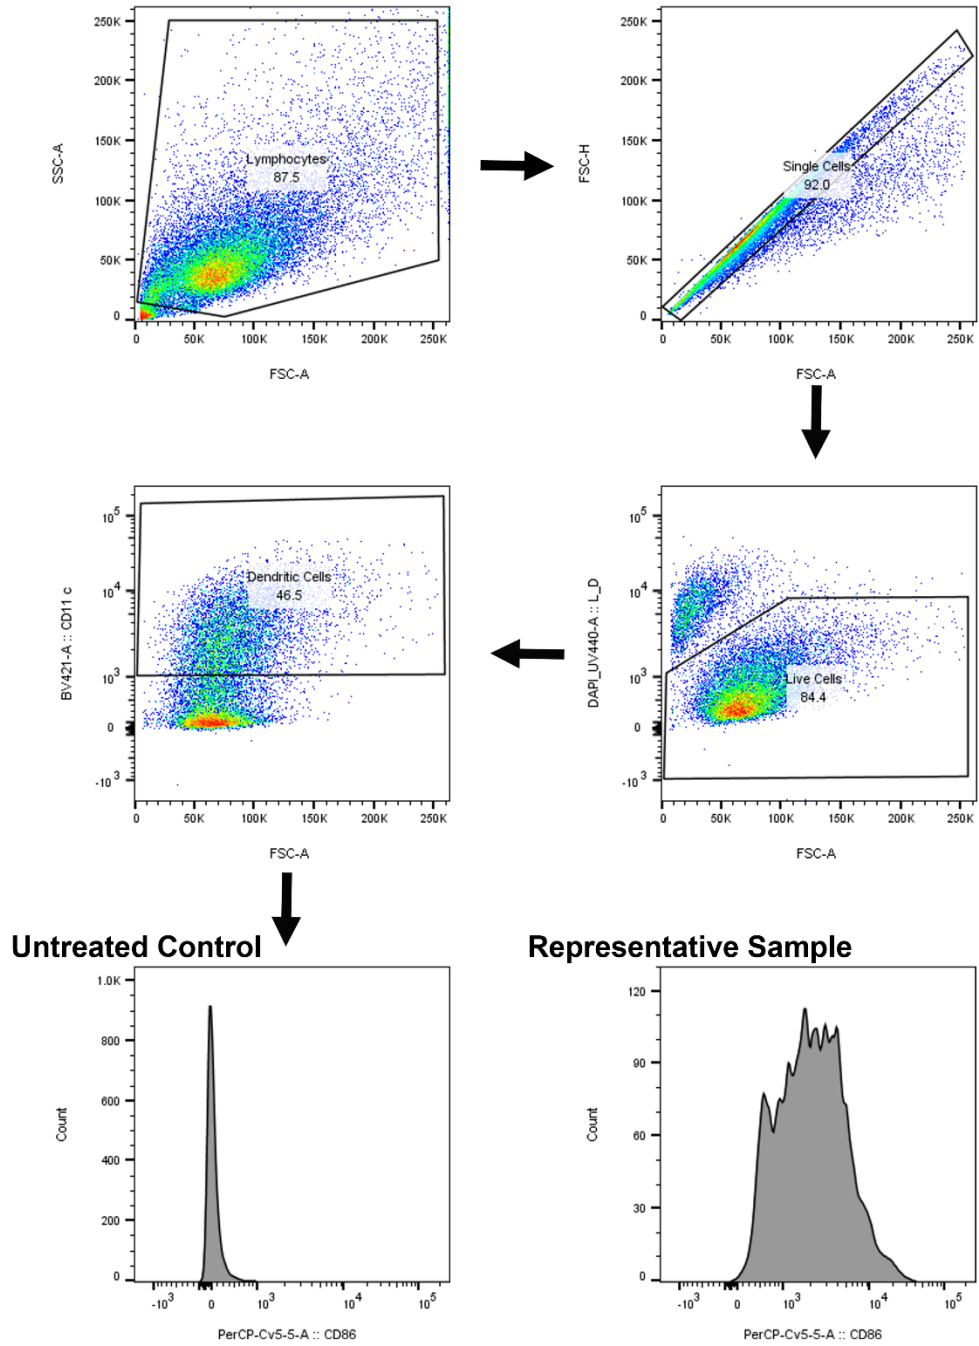 250K
200K
150K
100K
50K
0
SSC-A
Lymphocytes
87.5
0 50K 100K 150K 200K 250K
FSC-A
250K
200K
150K
100K
50K
0
FSC-H
Single Cells
92.0
0 50K 100K 150K 200K 250K
FSC-A
10^5
10^4
10^3
0
-10^3
BV421-A :: CD11 c
Dendritic Cells
46.5
0 50K 100K 150K 200K 250K
FSC-A
10^5
10^4
10^3
0
-10^3
DAPI_UV440-A :: L_D
Live Cells
84.4
0 50K 100K 150K 200K 250K
FSC-A
Untreated Control
1.0K
800
600
400
200
0
Count
-10^3 0 10^3 10^4 10^5
PerCP-Cv5-5-A :: CD86
Representative Sample
120
90
60
30
0
Count
-10^3 0 10^3 10^4 10^5
PerCP-Cv5-5-A :: CD86